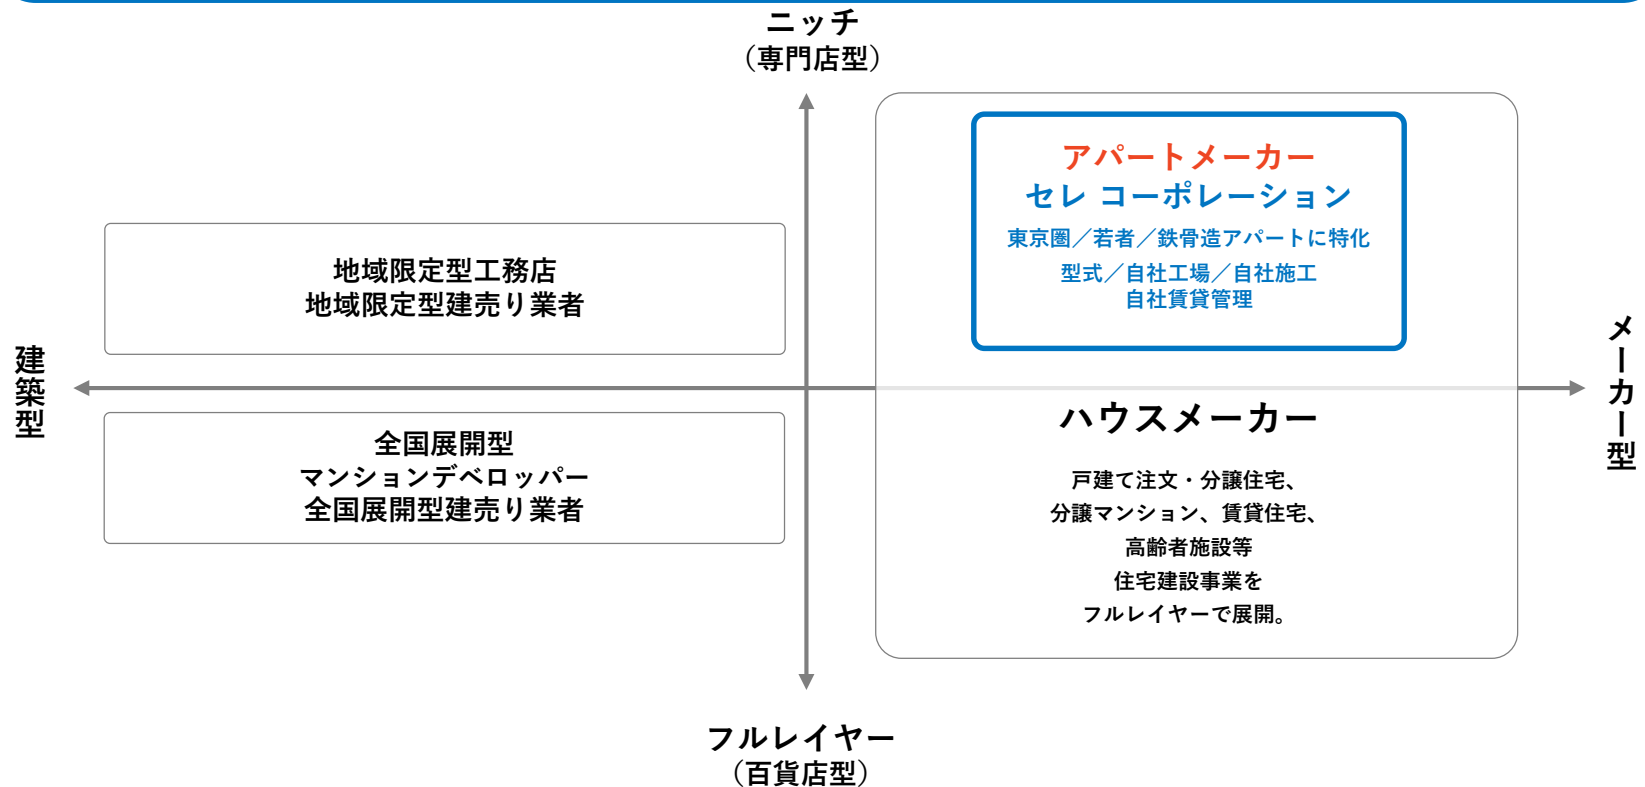 ニッチ
（専門店型）
アパートメーカー
セレ コーポレーション
東京圏／若者／鉄骨造アパートに特化
型式／自社工場／自社施工
自社賃貸管理
地域限定型工務店
地域限定型建売り業者
建築型
メーカー型
全国展開型
マンションデベロッパー
全国展開型建売り業者
ハウスメーカー
戸建て注文・分譲住宅、
分譲マンション、賃貸住宅、
高齢者施設等
住宅建設事業を
フルレイヤーで展開。
フルレイヤー
（百貨店型）